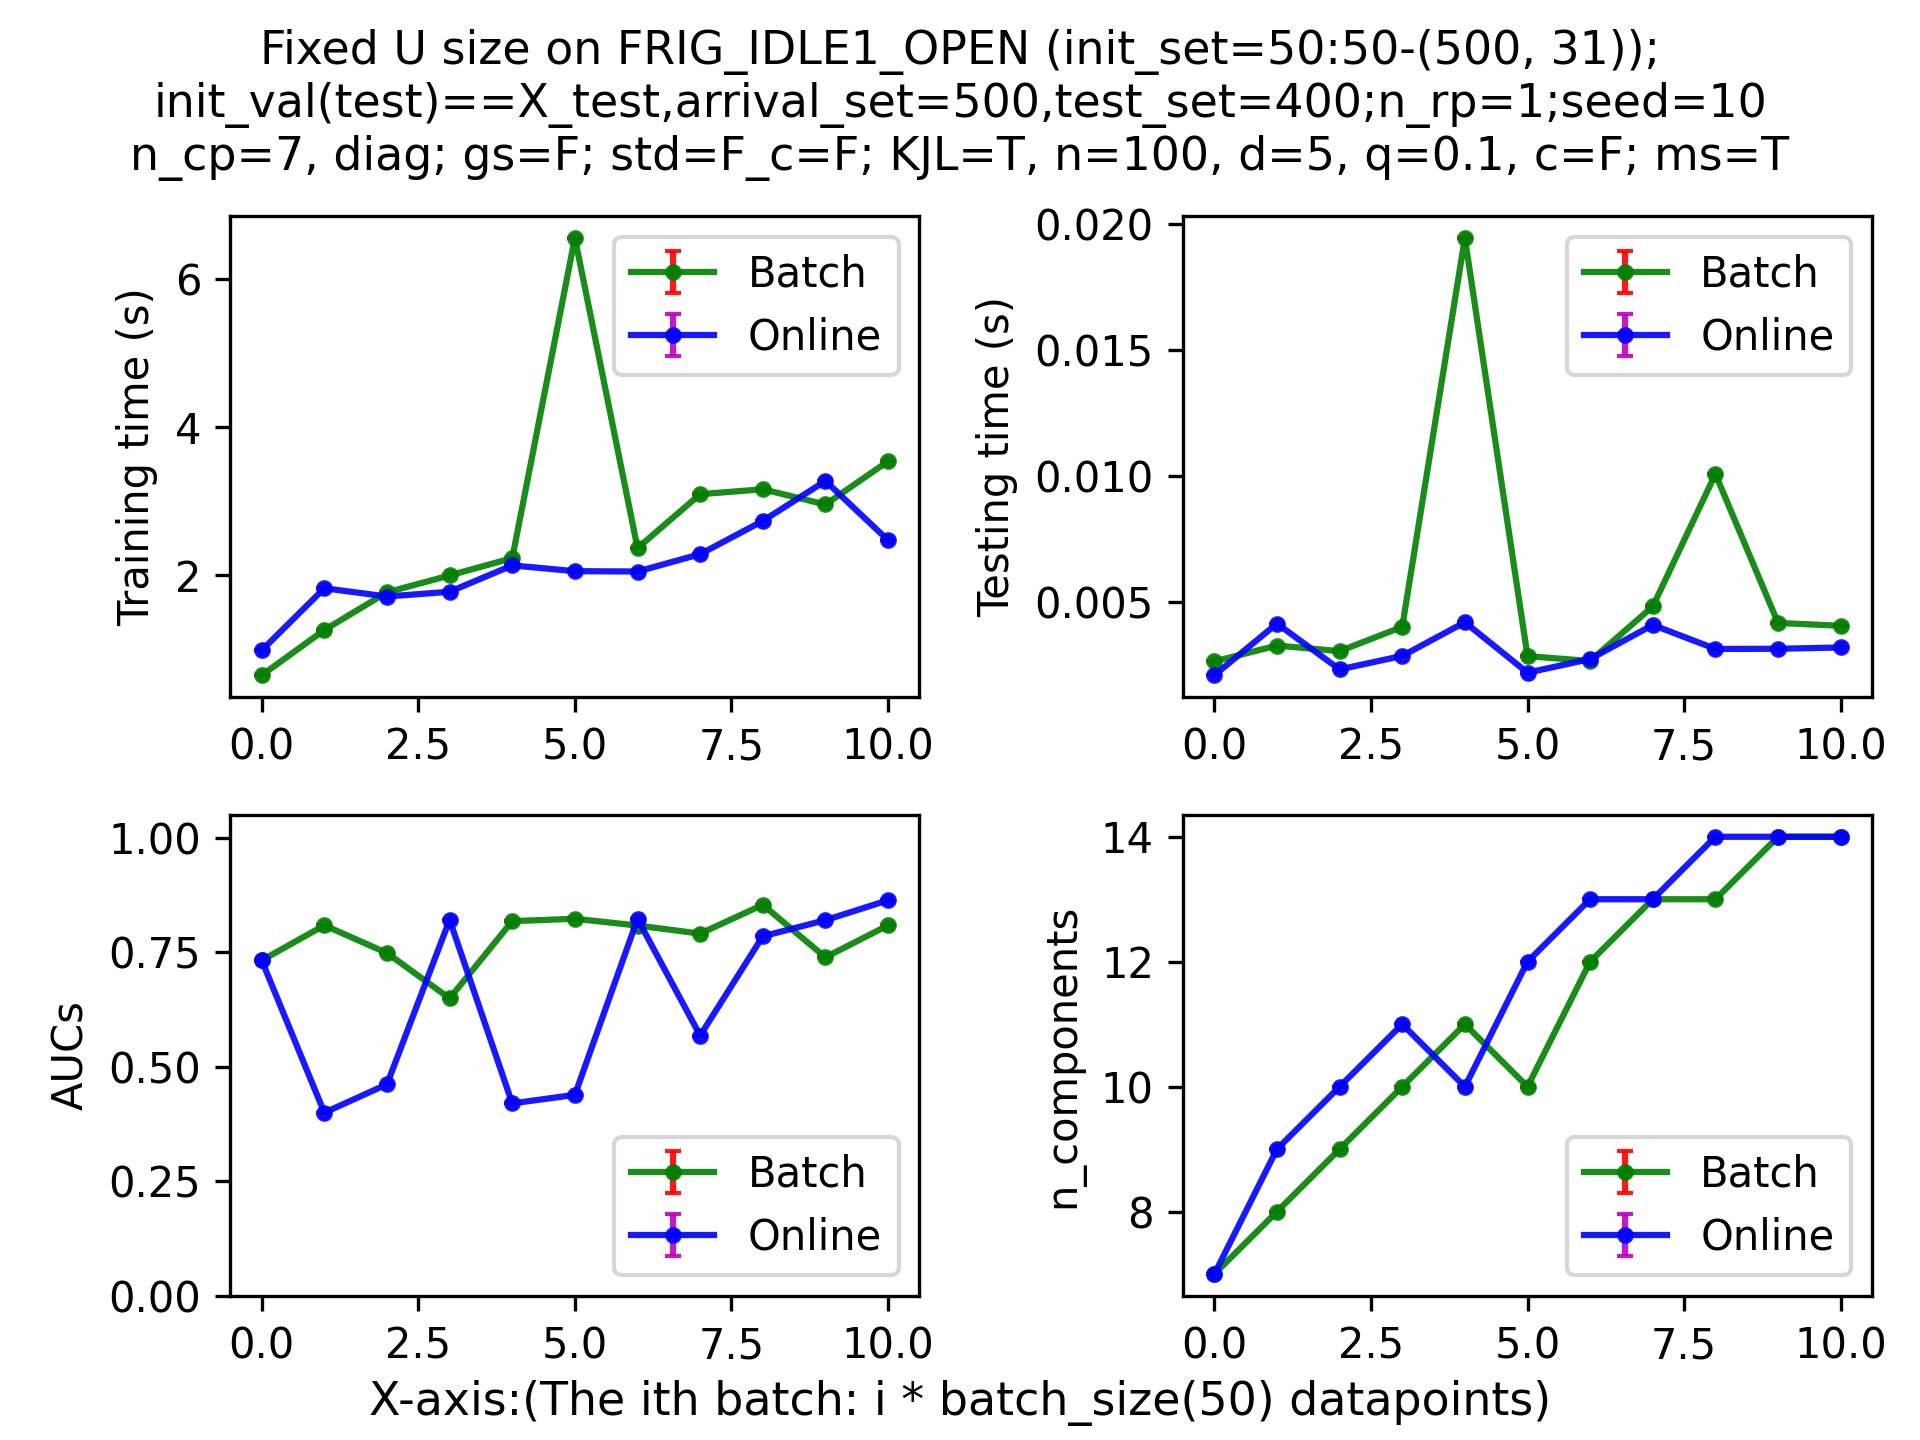 Fixed U size on FRIG_IDLE1_OPEN (init_set=50:50-(500, 31));
init_val(test)==X_test,arrival_set=500,test_set=400;n_rp=1;seed=10
n_cp=7, diag; gs=F; std=F_c=F; KJL=T, n=100, d=5, q=0.1, c=F; ms=T
Training time (s)
6
4
2
0.0 2.5 5.0 7.5 10.0
Batch
Online
Testing time (s)
0.020
0.015
0.010
0.005
0.0 2.5 5.0 7.5 10.0
Batch
Online
AUCs
1.00
0.75
0.50
0.25
0.00
0.0 2.5 5.0 7.5 10.0
Batch
Online
n_components
14
12
10
8
0.0 2.5 5.0 7.5 10.0
Batch
Online
X-axis:(The ith batch: i * batch_size(50) datapoints)